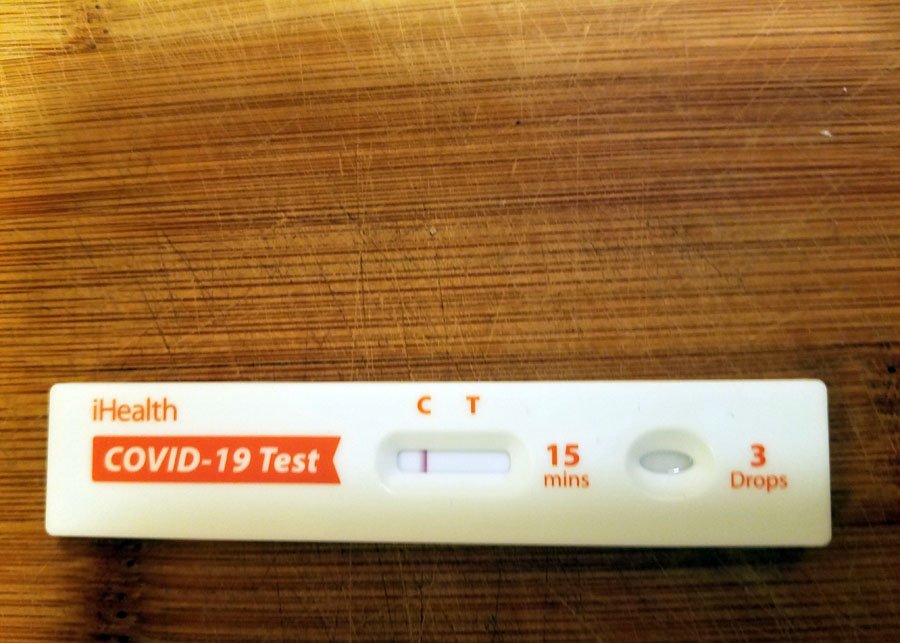 iHealth
COVID-19 Test
C T
15
mins
3
Drops